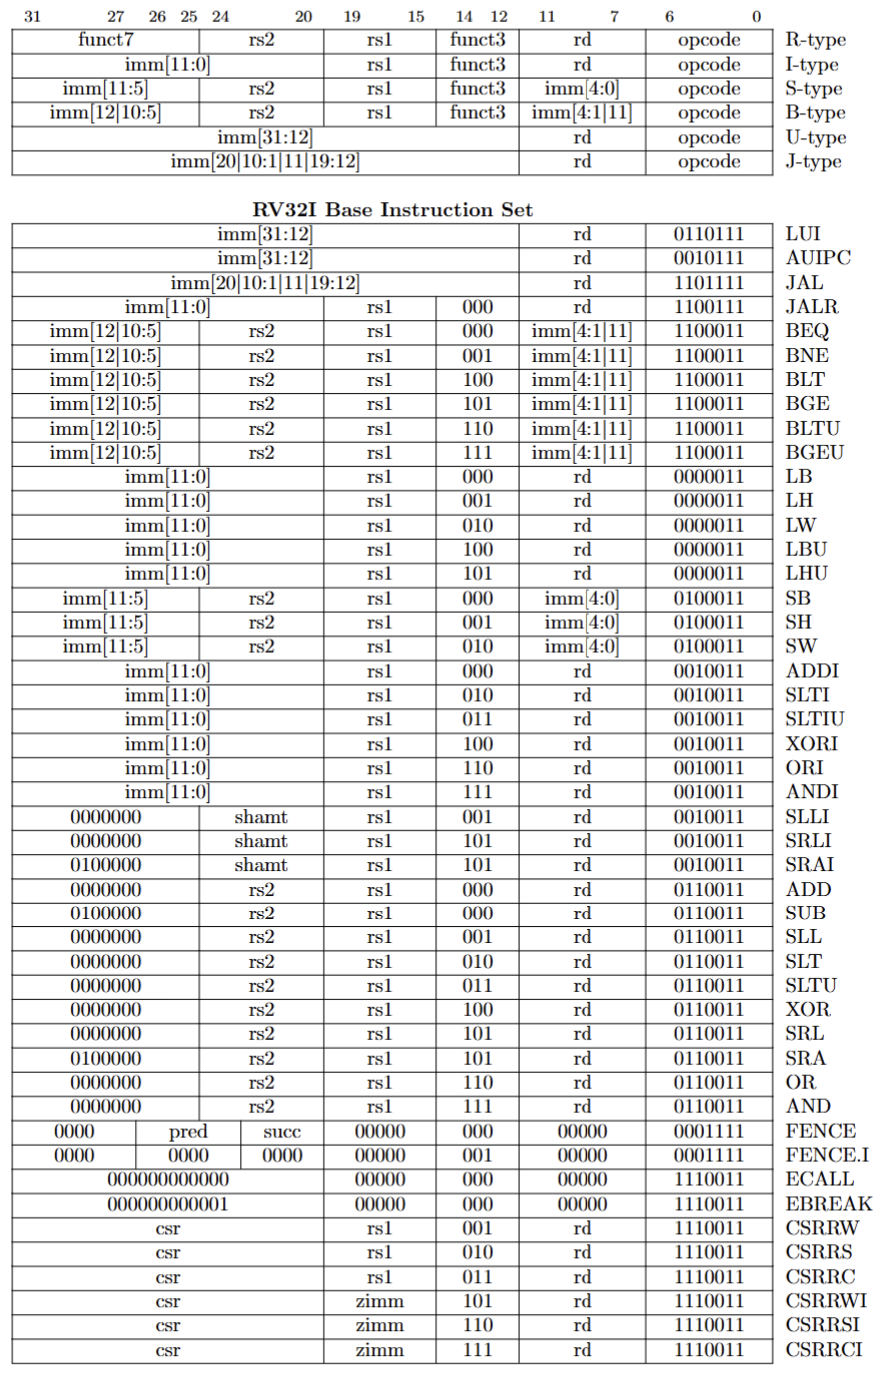 31 27 26 25 24 20 19 15 14 12 11 7 6 0
funct7 rs2 rs1 funct3 rd opcode R-type
imm[11:0] rs1 funct3 rd opcode I-type
imm[11:5] rs2 rs1 funct3 imm[4:0] opcode S-type
imm[12|10:5] rs2 rs1 funct3 imm[4:1|11] opcode B-type
imm[31:12] rd opcode U-type
imm[20|10:1|11|19:12] rd opcode J-type
RV32I Base Instruction Set
imm[31:12] rd 0110111 LUI
imm[31:12] rd 0010111 AUIPC
imm[20|10:1|11|19:12] rd 1101111 JAL
imm[11:0] rs1 000 rd 1100111 JALR
imm[12|10:5] rs2 rs1 000 imm[4:1|11] 1100011 BEQ
imm[12|10:5] rs2 rs1 001 imm[4:1|11] 1100011 BNE
imm[12|10:5] rs2 rs1 100 imm[4:1|11] 1100011 BLT
imm[12|10:5] rs2 rs1 101 imm[4:1|11] 1100011 BGE
imm[12|10:5] rs2 rs1 110 imm[4:1|11] 1100011 BLTU
imm[12|10:5] rs2 rs1 111 imm[4:1|11] 1100011 BGEU
imm[11:0] rs1 000 rd 0000011 LB
imm[11:0] rs1 001 rd 0000011 LH
imm[11:0] rs1 010 rd 0000011 LW
imm[11:0] rs1 100 rd 0000011 LBU
imm[11:0] rs1 101 rd 0000011 LHU
imm[11:5] rs2 rs1 000 imm[4:0] 0100011 SB
imm[11:5] rs2 rs1 001 imm[4:0] 0100011 SH
imm[11:5] rs2 rs1 010 imm[4:0] 0100011 SW
imm[11:0] rs1 000 rd 0010011 ADDI
imm[11:0] rs1 010 rd 0010011 SLTI
imm[11:0] rs1 011 rd 0010011 SLTIU
imm[11:0] rs1 100 rd 0010011 XORI
imm[11:0] rs1 110 rd 0010011 ORI
imm[11:0] rs1 111 rd 0010011 ANDI
0000000 shamt rs1 001 rd 0010011 SLLI
0000000 shamt rs1 101 rd 0010011 SRLI
0100000 shamt rs1 101 rd 0010011 SRAI
0000000 rs2 rs1 000 rd 0110011 ADD
0100000 rs2 rs1 000 rd 0110011 SUB
0000000 rs2 rs1 001 rd 0110011 SLL
0000000 rs2 rs1 010 rd 0110011 SLT
0000000 rs2 rs1 011 rd 0110011 SLTU
0000000 rs2 rs1 100 rd 0110011 XOR
0000000 rs2 rs1 101 rd 0110011 SRL
0100000 rs2 rs1 101 rd 0110011 SRA
0000000 rs2 rs1 110 rd 0110011 OR
0000000 rs2 rs1 111 rd 0110011 AND
0000 pred succ 00000 000 00000 0001111 FENCE
0000 0000 0000 00000 001 00000 0001111 FENCE.I
000000000000 00000 000 00000 1110011 ECALL
000000000001 00000 000 00000 1110011 EBREAK
csr rs1 001 rd 1110011 CSRRW
csr rs1 010 rd 1110011 CSRRS
csr rs1 011 rd 1110011 CSRRC
csr zimm 101 rd 1110011 CSRRWI
csr zimm 110 rd 1110011 CSRRSI
csr zimm 111 rd 1110011 CSRRCI